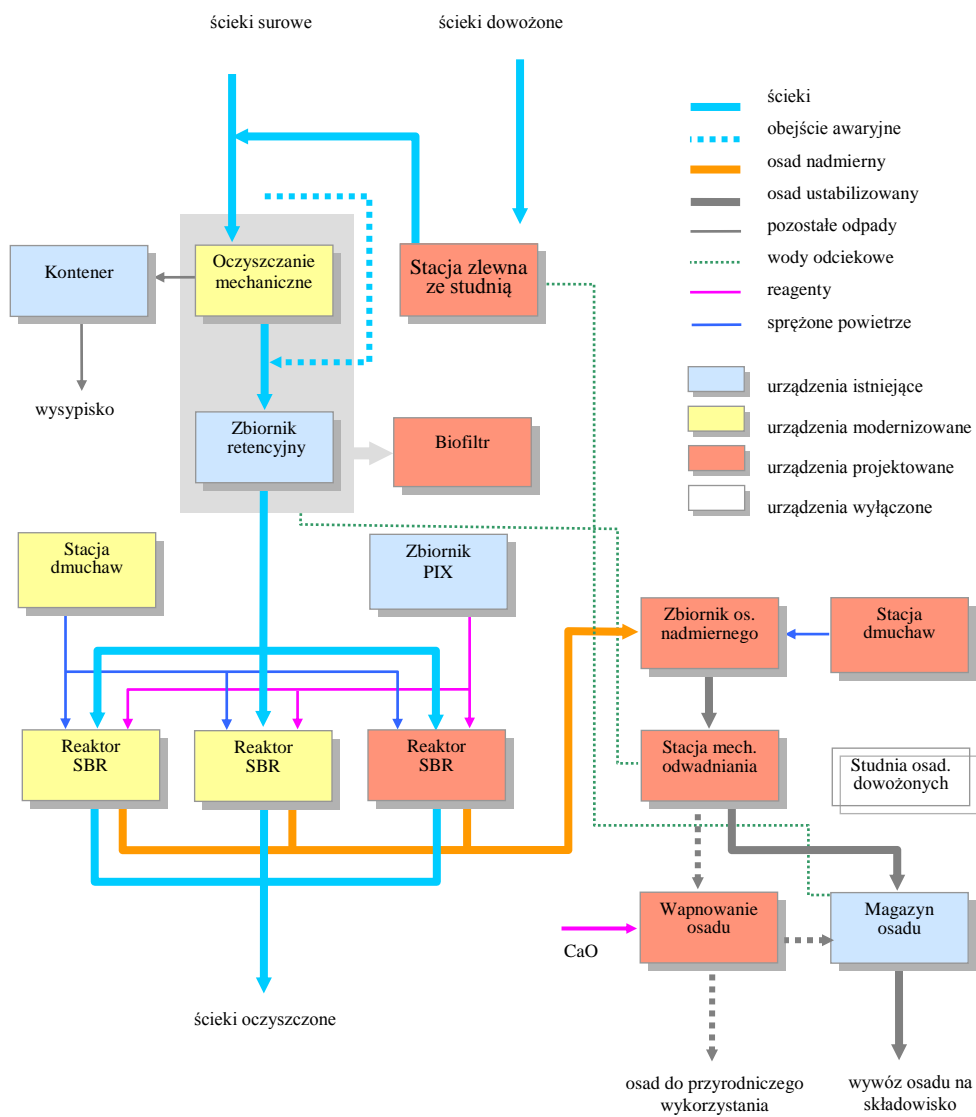 ścieki surowe
ścieki dowożone
ścieki
obejście awaryjne
osad nadmierny
osad ustabilizowany
pozostałe odpady
wody odciekowe
reagenty
sprężone powietrze
urządzenia istniejące
urządzenia modernizowane
urządzenia projektowane
urządzenia wyłączone
Kontener
Oczyszczanie
mechaniczne
Stacja zlewna
ze studnią
wysypisko
Zbiornik
retencyjny
Biofiltr
Stacja
dmuchaw
Zbiornik
PIX
Zbiornik os.
nadmiernego
Stacja
dmuchaw
Reaktor
SBR
Reaktor
SBR
Reaktor
SBR
Stacja mech.
odwadniania
Studnia osad.
dowożonych
Wapnowanie
osadu
Magazyn
osadu
CaO
ścieki oczyszczone
osad do przyrodniczego
wykorzystania
wywóz osadu na
składowisko